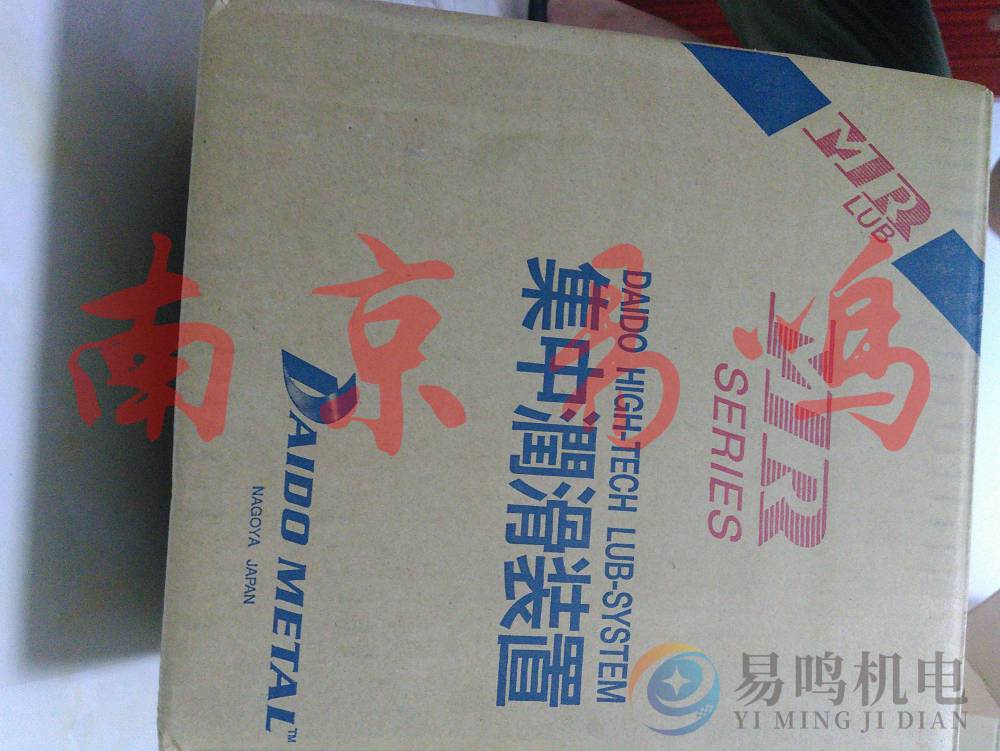 MR
LUB
MR
SERIES
DAIDO HIGH-TECH LUB-SYSTEM
集中潤滑装置
DAIDO METAL™
NAGOYA JAPAN
南京易鸣
易鸣机电
YI MING JI DIAN